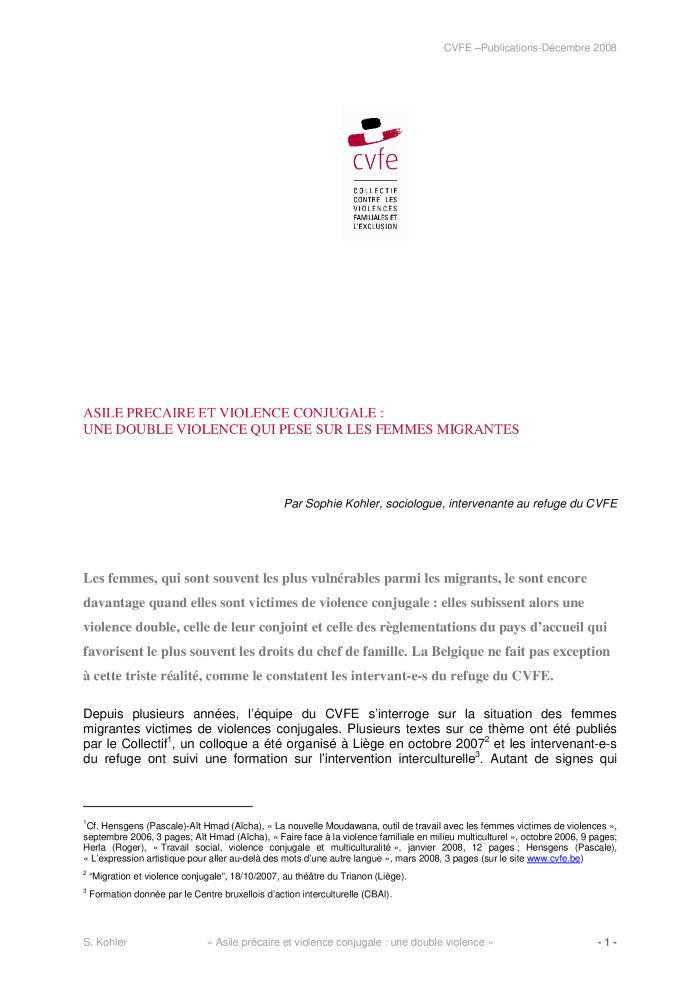 CVFE –Publications-Décembre 2008
cvfe
COLLECTIF
CONTRE LES
VIOLENCES
FAMILIALES ET
L'EXCLUSION
ASILE PRECAIRE ET VIOLENCE CONJUGALE :
UNE DOUBLE VIOLENCE QUI PESE SUR LES FEMMES MIGRANTES
Par Sophie Kohler, sociologue, intervenante au refuge du CVFE
Les femmes, qui sont souvent les plus vulnérables parmi les migrants, le sont encore
davantage quand elles sont victimes de violence conjugale : elles subissent alors une
violence double, celle de leur conjoint et celle des règlementations du pays d’accueil qui
favorisent le plus souvent les droits du chef de famille. La Belgique ne fait pas exception
à cette triste réalité, comme le constatent les intervant-e-s du refuge du CVFE.
Depuis plusieurs années, l’équipe du CVFE s’interroge sur la situation des femmes
migrantes victimes de violences conjugales. Plusieurs textes sur ce thème ont été publiés
par le Collectif1, un colloque a été organisé à Liège en octobre 20072 et les intervenant-e-s
du refuge ont suivi une formation sur l’intervention interculturelle3. Autant de signes qui
1Cf. Hensgens (Pascale)-Aït Hmad (Aïcha), « La nouvelle Moudawana, outil de travail avec les femmes victimes de violences »,
septembre 2006, 3 pages; Aït Hmad (Aïcha), « Faire face à la violence familiale en milieu multiculturel », octobre 2006, 9 pages;
Herla (Roger), « Travail social, violence conjugale et multiculturalité », janvier 2008, 12 pages ; Hensgens (Pascale),
« L’expression artistique pour aller au-delà des mots d’une autre langue », mars 2008, 3 pages (sur le site www.cvfe.be)
2 “Migration et violence conjugale”, 18/10/2007, au théâtre du Trianon (Liège).
3 Formation donnée par le Centre bruxellois d’action interculturelle (CBAI).
S. Kohler « Asile précaire et violence conjugale : une double violence » - 1 -